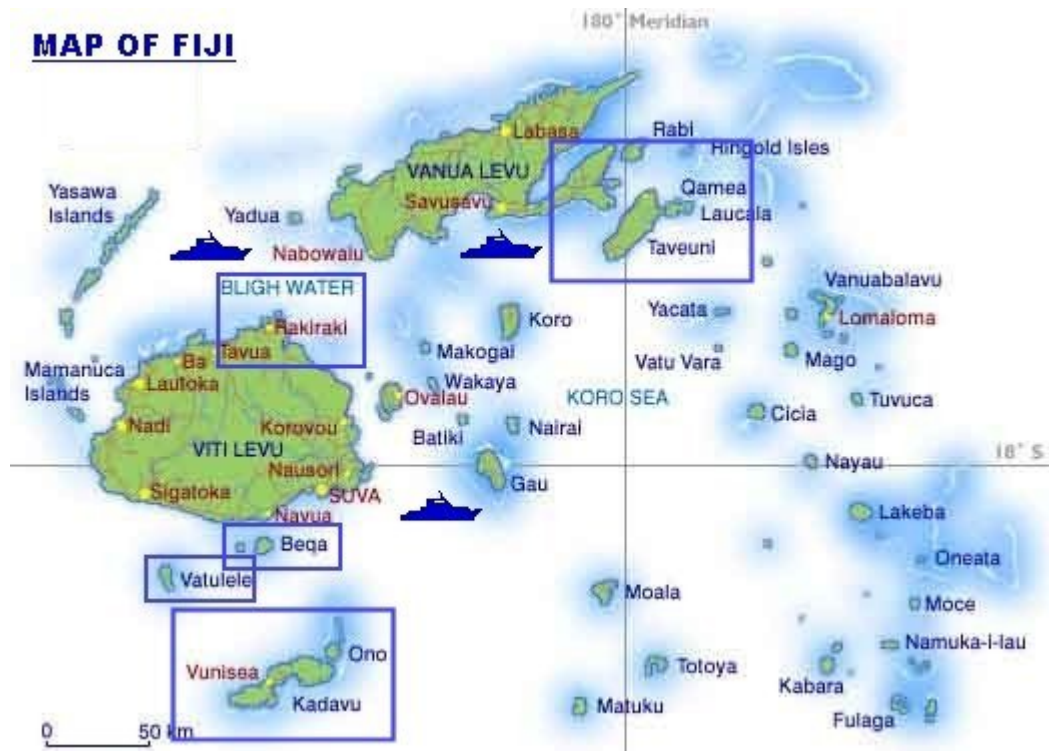 180° Meridian
MAP OF FIJI
Labasa
Rabi
Ringold Isles
VANUA LEVU
Yasawa
Islands
Qamea
Savusavu
Yadua
Laucala
Nabowalu
Taveuni
BLIGH WATER
Vanuabalavu
Rakiraki
Koro
Yacata
Lomaloma
Tavua
Makogai
Ba
Vatu Vara
Mago
Mamanuca
Islands
Lautoka
Wakaya
Ovalau
KORO SEA
Tuvuca
Cicia
Nadi
Korovou
Batiki
Nairai
VITI LEVU
18° S
Nayau
Nausori
Gau
Sigatoka
SUVA
Navua
Lakeba
Beqa
Oneata
Vatulele
Moala
Moce
Namuka-i-lau
Ono
Vunisea
Totoya
Kabara
Kadavu
Matuku
Fulaga
0 50 km